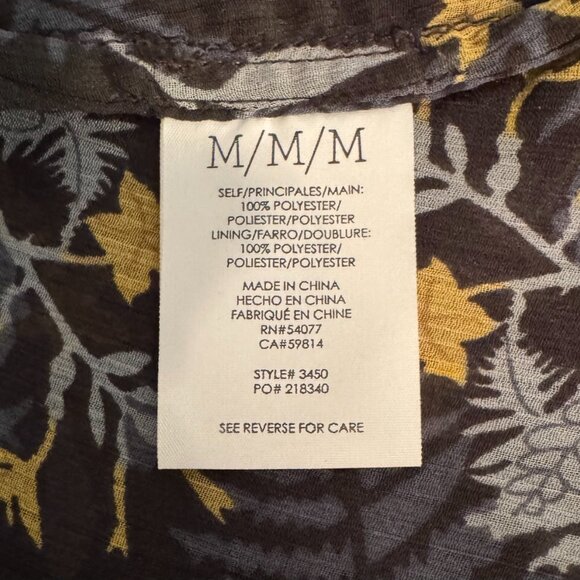 M/M/M
SELF/PRINCIPALES/MAIN:
100% POLYESTER/
POLIESTER/POLYESTER
LINING/FARRO/DOUBLURE:
100% POLYESTER/
POLIESTER/POLYESTER
MADE IN CHINA
HECHO EN CHINA
FABRIQUÉ EN CHINE
RN#54077
CA#59814
STYLE# 3450
PO# 218340
SEE REVERSE FOR CARE